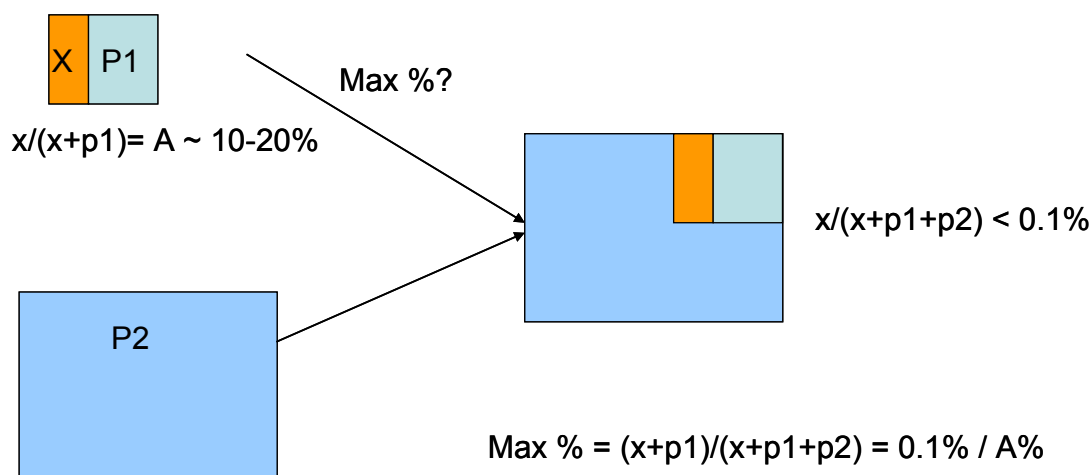 X P1
Max %?
x/(x+p1)= A ~ 10-20%
x/(x+p1+p2) < 0.1%
P2
Max % = (x+p1)/(x+p1+p2) = 0.1% / A%